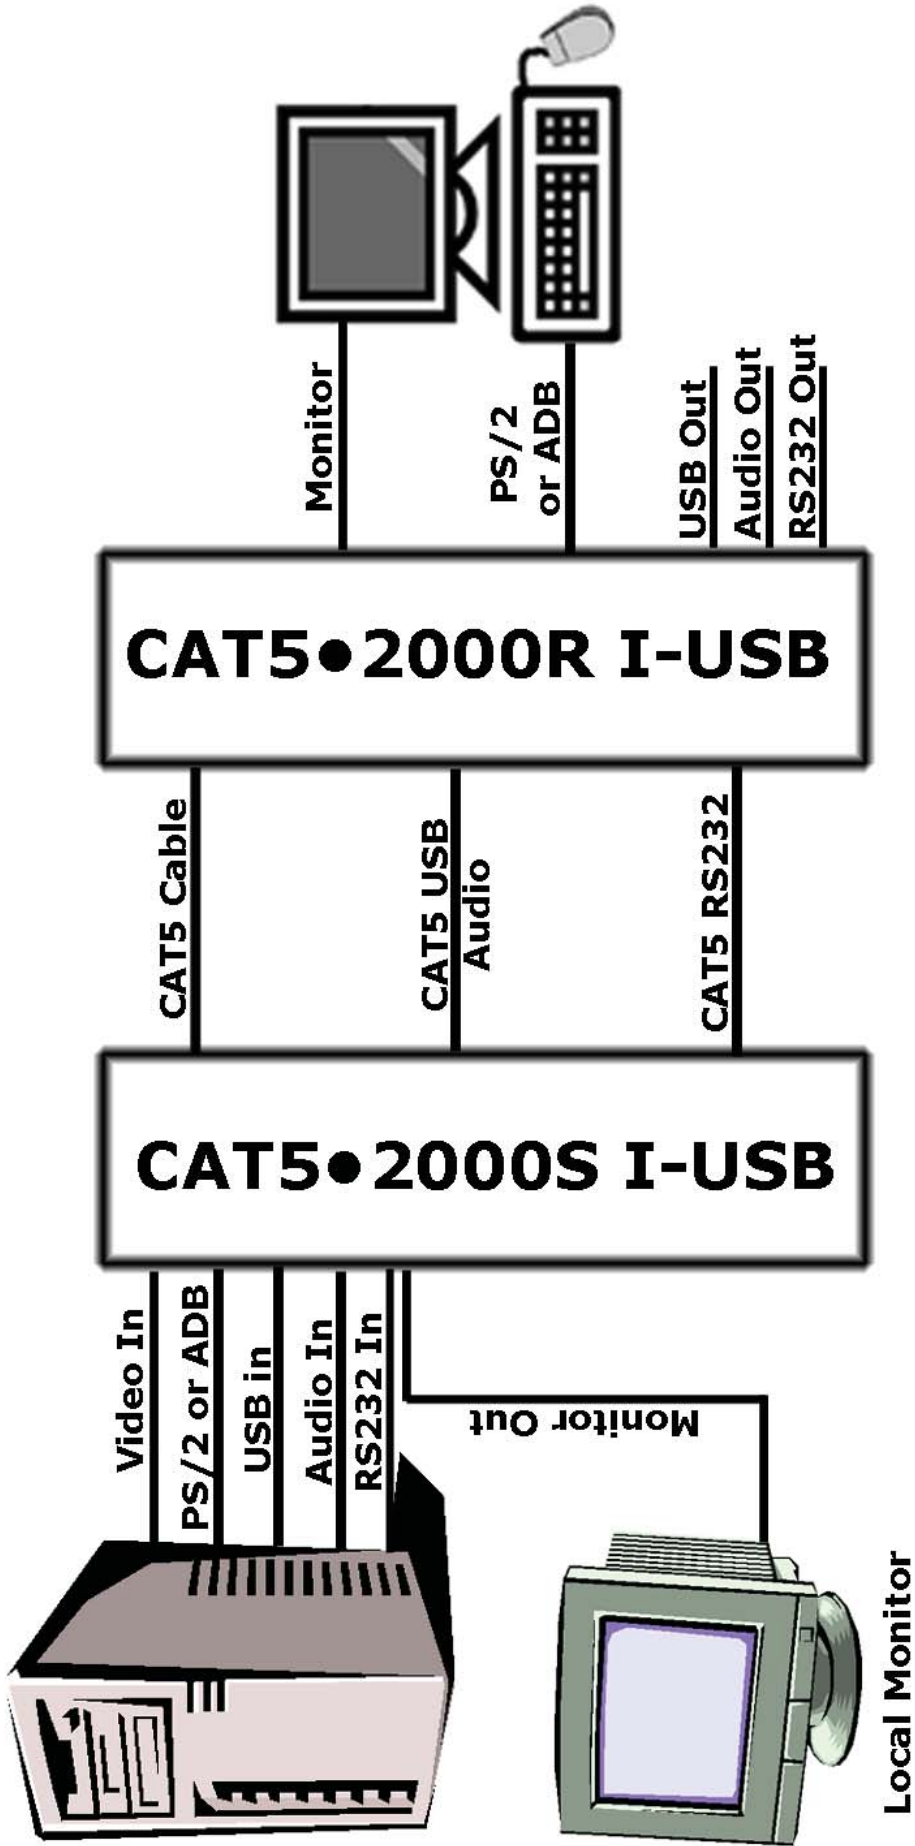 Monitor
PS/2
or ADB
USB Out
Audio Out
RS232 Out
CAT5•2000R I-USB
CAT5 Cable
CAT5 USB
Audio
CAT5 RS232
CAT5•2000S I-USB
Video In
PS/2 or ADB
USB in
Audio In
RS232 In
Monitor Out
Local Monitor